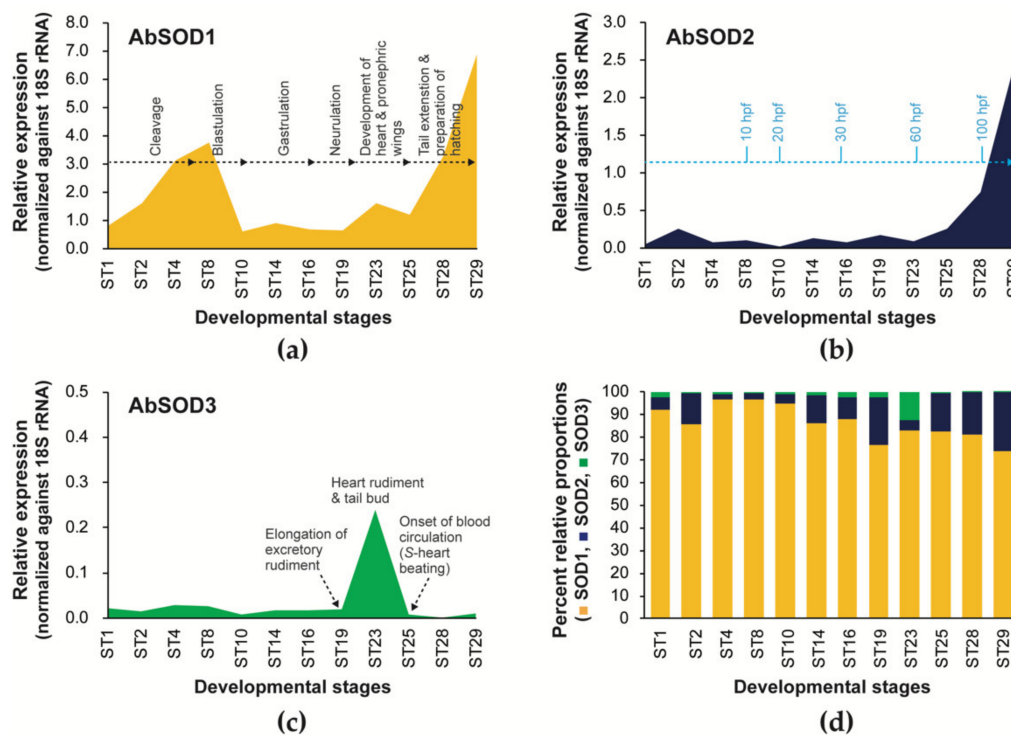 AbSOD1
Relative expression
(normalized against 18S rRNA)
8.0
7.0
6.0
5.0
4.0
3.0
2.0
1.0
0.0
Cleavage
Blastulation
Gastrulation
Neurulation
Development of
heart & pronephric
wings
Tail extenstion &
preparation of
hatching
ST1
ST2
ST4
ST8
ST10
ST14
ST16
ST19
ST23
ST25
ST28
ST29
Developmental stages
(a)
AbSOD2
Relative expression
(normalized against 18S rRNA)
3.0
2.5
2.0
1.5
1.0
0.5
0.0
10 hpf
20 hpf
30 hpf
60 hpf
100 hpf
ST1
ST2
ST4
ST8
ST10
ST14
ST16
ST19
ST23
ST25
ST28
Developmental stages
(b)
AbSOD3
Relative expression
(normalized against 18S rRNA)
0.5
0.4
0.3
0.2
0.1
0.0
Elongation of
excretory
rudiment
Heart rudiment
& tail bud
Onset of blood
circulation
(S-heart
beating)
ST1
ST2
ST4
ST8
ST10
ST14
ST16
ST19
ST23
ST25
ST28
ST29
Developmental stages
(c)
Percent relative proportions
(SOD1, SOD2, SOD3)
100
90
80
70
60
50
40
30
20
10
0
ST1
ST2
ST4
ST8
ST10
ST14
ST16
ST19
ST23
ST25
ST28
ST29
Developmental stages
(d)